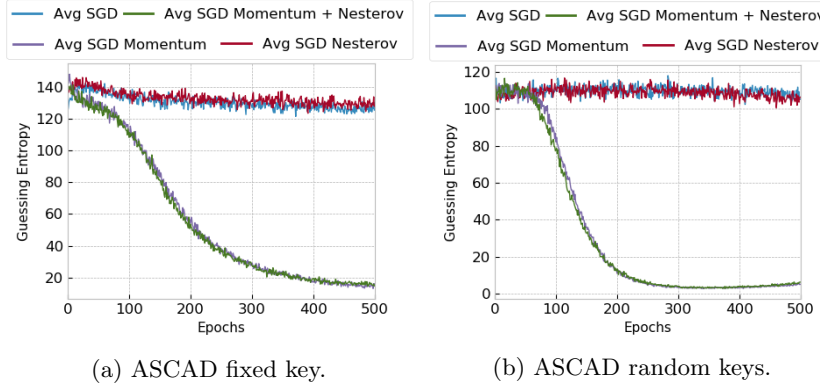 Avg SGD
Avg SGD Momentum + Nesterov
Avg SGD Momentum
Avg SGD Nesterov
Guessing Entropy
140
120
100
80
60
40
20
0 100 200 300 400 500
Epochs
(a) ASCAD fixed key.
Avg SGD
Avg SGD Momentum + Nesterov
Avg SGD Momentum
Avg SGD Nesterov
Guessing Entropy
120
100
80
60
40
20
0
0 100 200 300 400 500
Epochs
(b) ASCAD random keys.